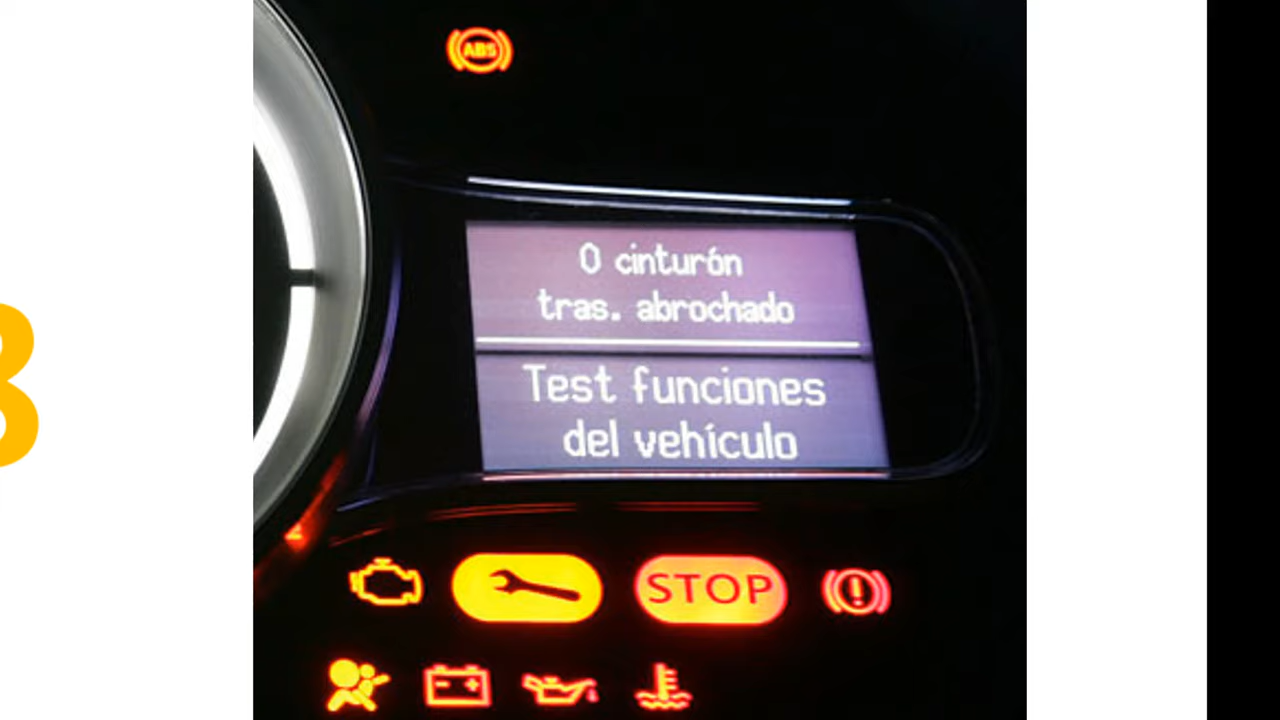 ABS
0 cinturón
tras. abrochado
Test funciones
del vehículo
STOP